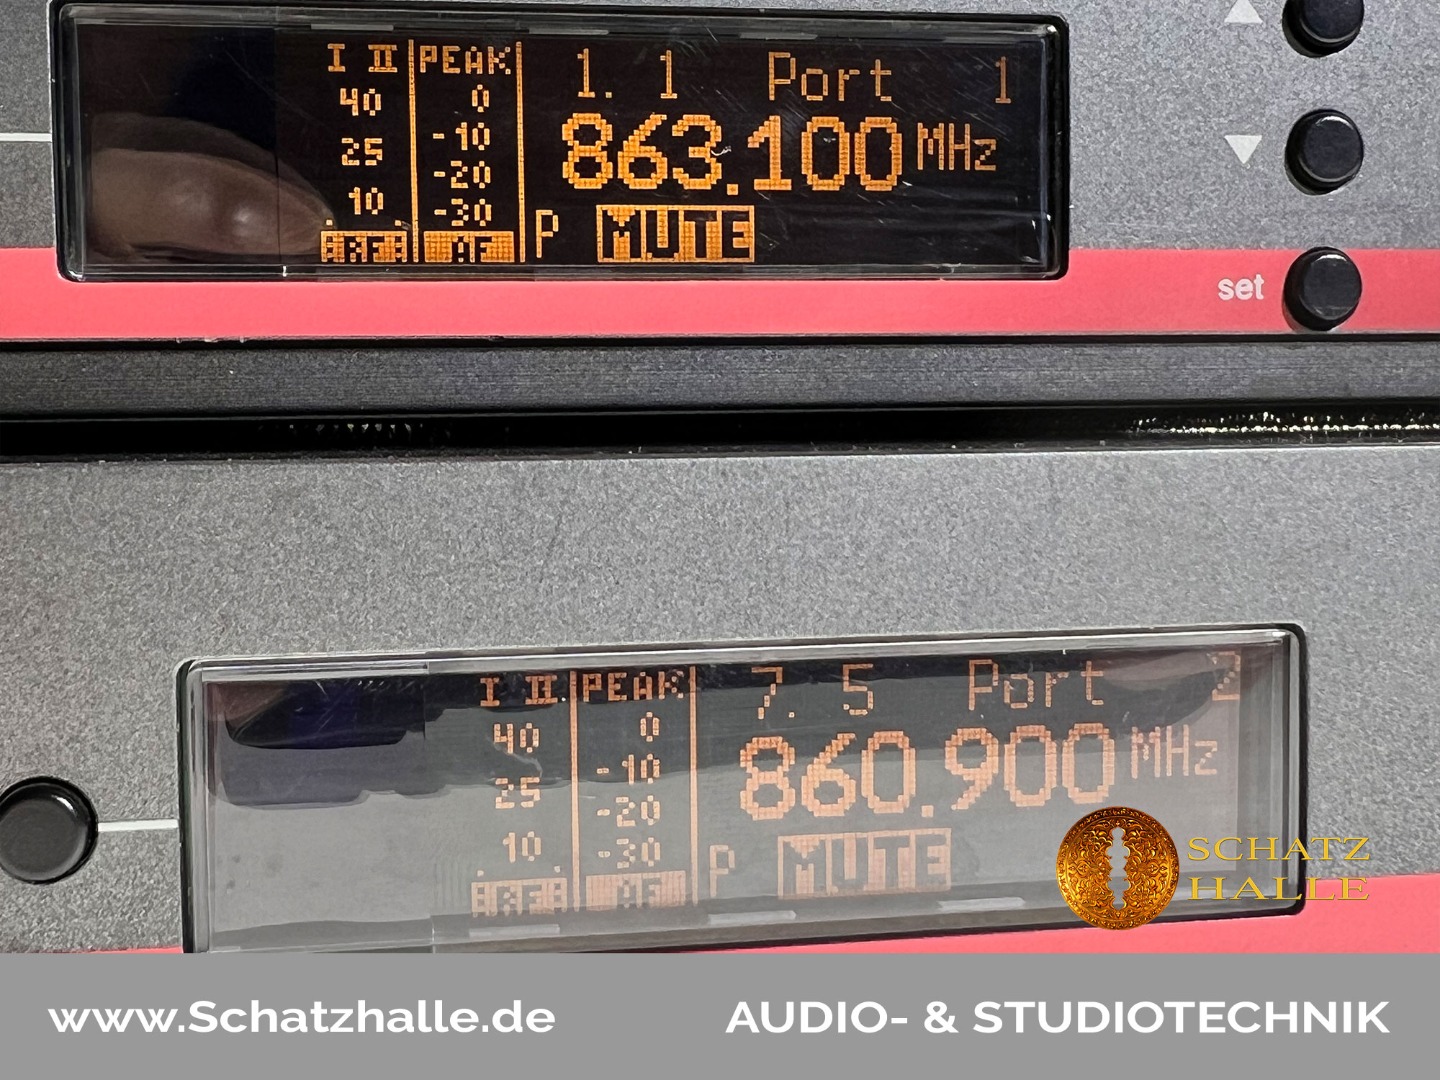 I II PEAK 1. 1 Port 1
40 0
-10 863.100 MHz
25
-20
10 -30
RF AF P MUTE
set
I II PEAK 7. 5 Port 2
40 0
-10 860.900 MHz
25
-20
10 -30
RF AF P MUTE
SCHATZ
HALLE
www.Schatzhalle.de AUDIO- & STUDIOTECHNIK